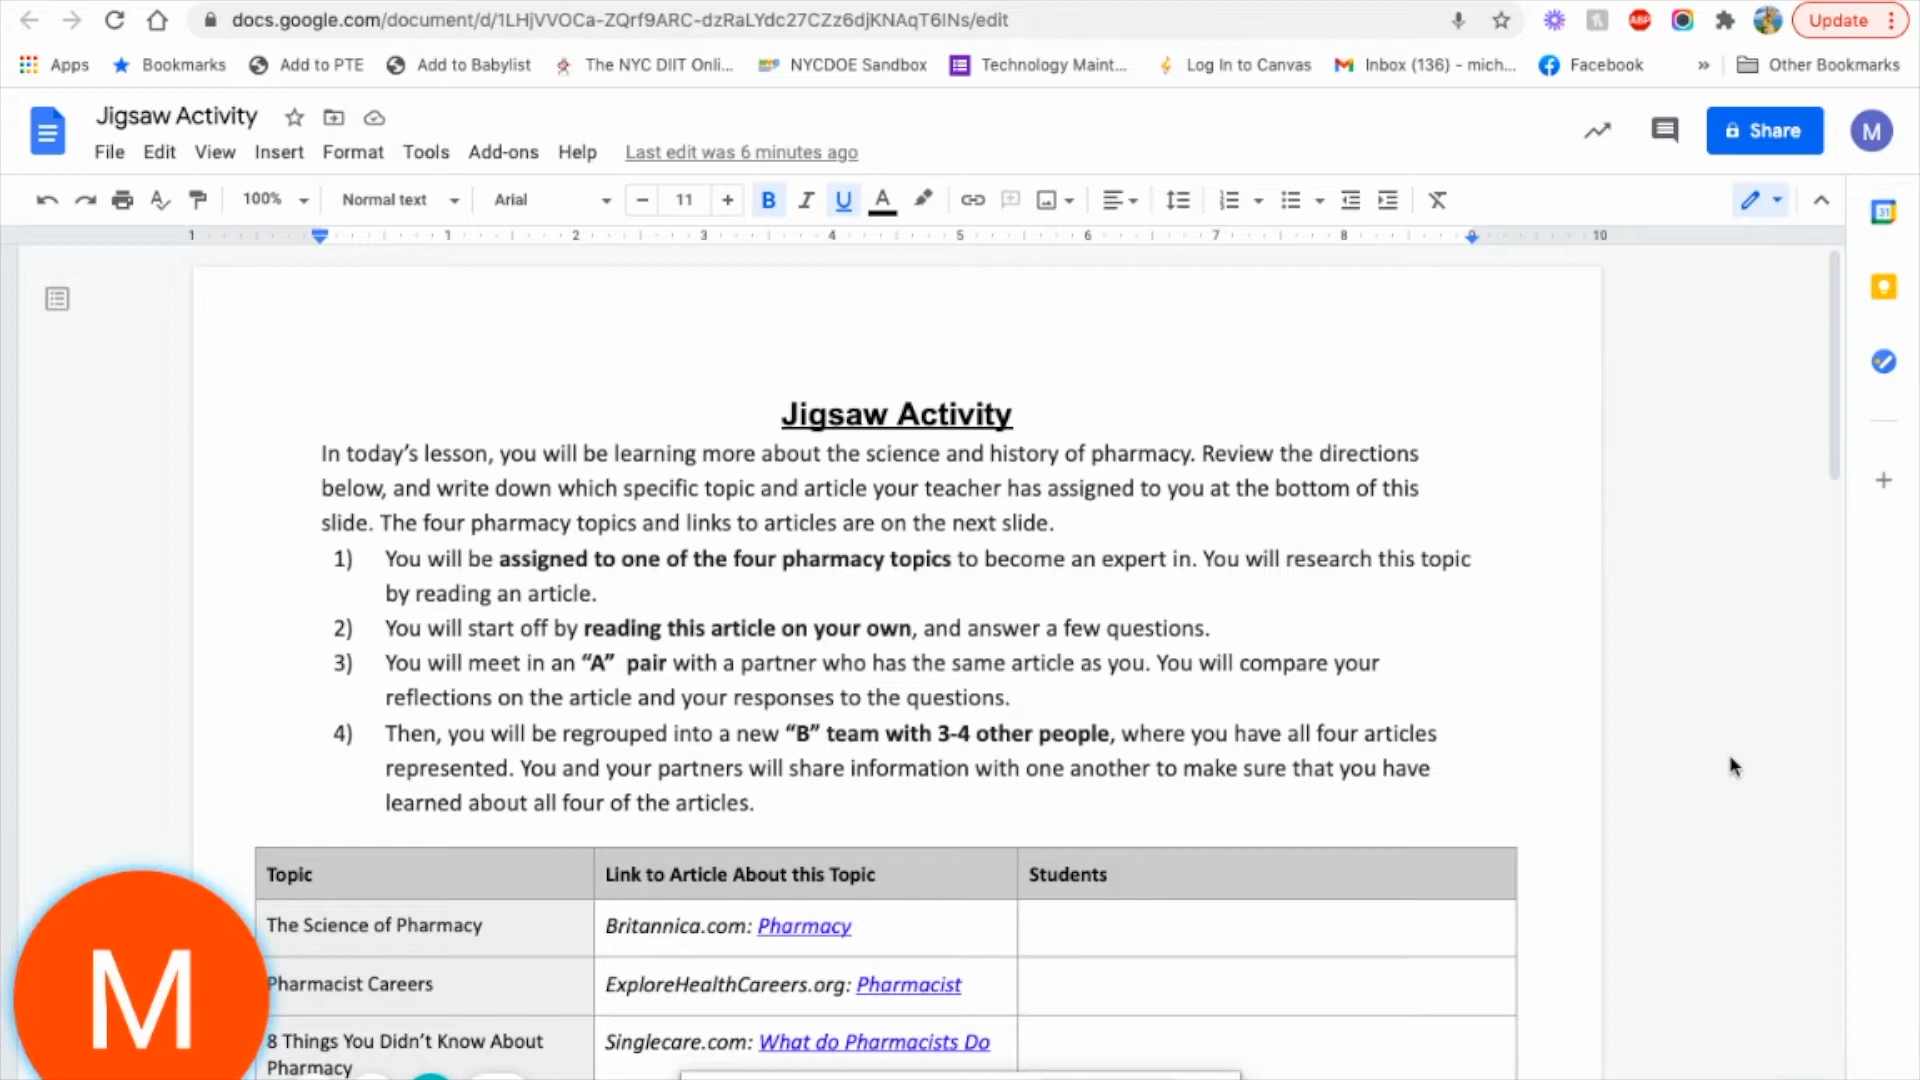 docs.google.com/document/d/1LHjVVOCa-ZQrf9ARC-dzRaLYdc27CZz6djKNAqT6INs/edit
ABP
Update
Apps
Bookmarks
Add to PTE
Add to Babylist
The NYC DIIT Onli...
NYCDOE Sandbox
Technology Maint...
Log In to Canvas
Inbox (136) - mich...
Facebook
»
Other Bookmarks
Jigsaw Activity
Share
M
File Edit View Insert Format Tools Add-ons Help Last edit was 6 minutes ago
100% Normal text Arial 11 B I U A
31
1 1 2 3 4 5 6 7 8 9 10
Jigsaw Activity
In today’s lesson, you will be learning more about the science and history of pharmacy. Review the directions
below, and write down which specific topic and article your teacher has assigned to you at the bottom of this
slide. The four pharmacy topics and links to articles are on the next slide.
1) You will be assigned to one of the four pharmacy topics to become an expert in. You will research this topic
by reading an article.
2) You will start off by reading this article on your own, and answer a few questions.
3) You will meet in an “A” pair with a partner who has the same article as you. You will compare your
reflections on the article and your responses to the questions.
4) Then, you will be regrouped into a new “B” team with 3-4 other people, where you have all four articles
represented. You and your partners will share information with one another to make sure that you have
learned about all four of the articles.
Topic Link to Article About this Topic Students
The Science of Pharmacy Britannica.com: Pharmacy
Pharmacist Careers ExploreHealthCareers.org: Pharmacist
8 Things You Didn’t Know About Singlecare.com: What do Pharmacists Do
Pharmacy
M